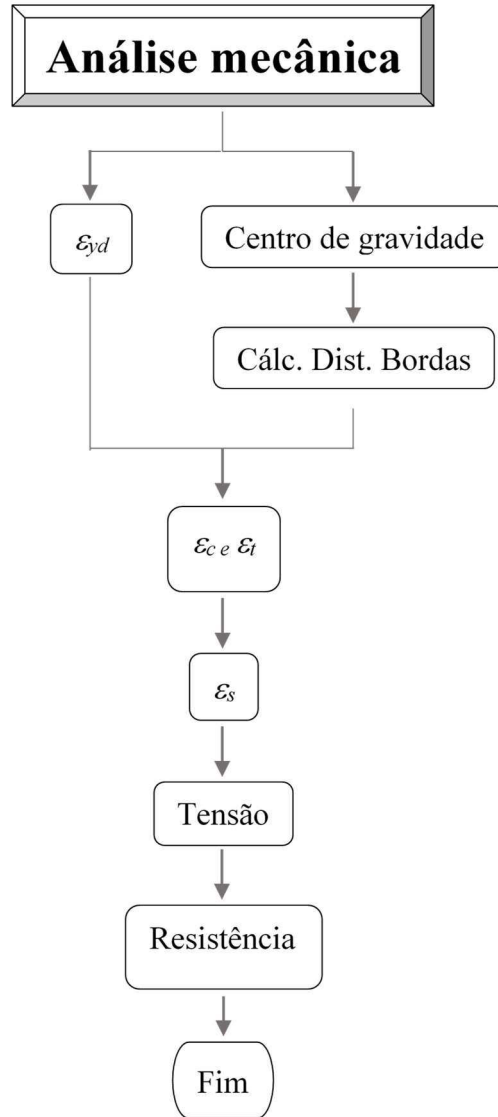 Análise mecânica
εyd
Centro de gravidade
Cálc. Dist. Bordas
εc e εt
εs
Tensão
Resistência
Fim